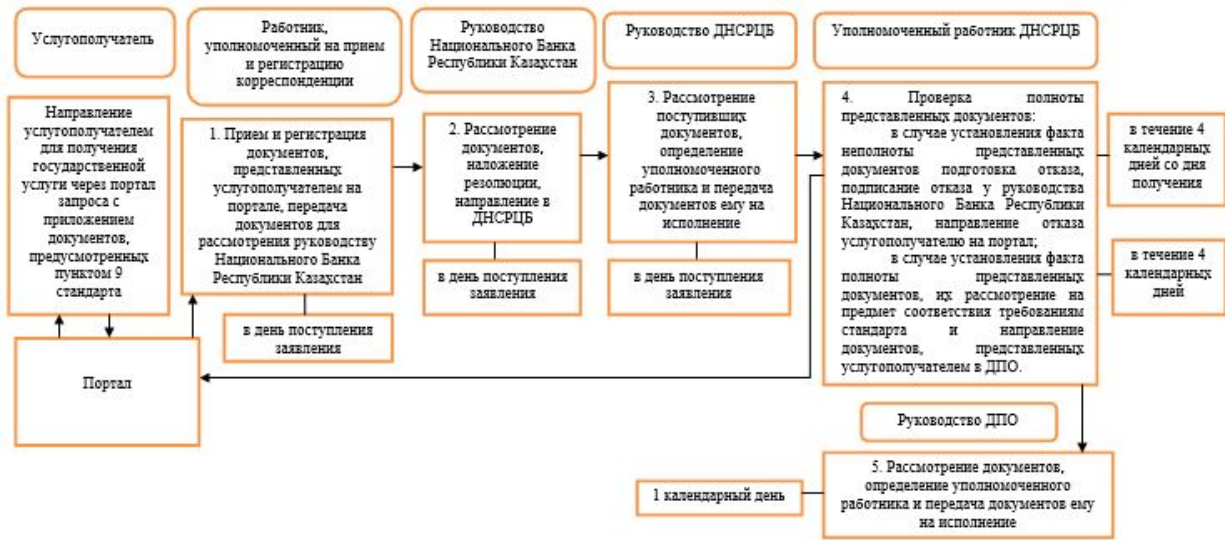 Услугополучатель
Работник,
уполномоченный на прием
и регистрацию
корреспонденции
Руководство
Национального Банка
Республики Казахстан
Руководство ДНСРЦБ
Уполномоченный работник ДНСРЦБ
Направление
услугополучателем
для получения
государственной
услуги через портал
запроса с
приложением
документов,
предусмотренных
пунктом 9
стандарта
1. Прием и регистрация
документов,
представленных
услугополучателем на
портале, передача
документов для
рассмотрения руководству
Национального Банка
Республики Казахстан
2. Рассмотрение
документов,
наложение
резолюции,
направление в
ДНСРЦБ
3. Рассмотрение
поступивших
документов,
определение
уполномоченного
работника и передача
документов ему на
исполнение
4. Проверка полноты
представленных документов:
в случае установления факта
неполноты представленных
документов подготовка отказа,
подписание отказа у руководства
Национального Банка Республики
Казахстан, направление отказа
услугополучателю на портал;
в случае установления факта
полноты представленных
документов, их рассмотрение на
предмет соответствия требованиям
стандарта и направление
документов, представленных
услугополучателем в ДПО.
в течение 4
календарных
дней со дня
получения
в течение 4
календарных
дней
в день поступления
заявления
в день поступления
заявления
в день поступления
заявления
Портал
Руководство ДПО
5. Рассмотрение документов,
определение уполномоченного
работника и передача документов ему
на исполнение
1 календарный день